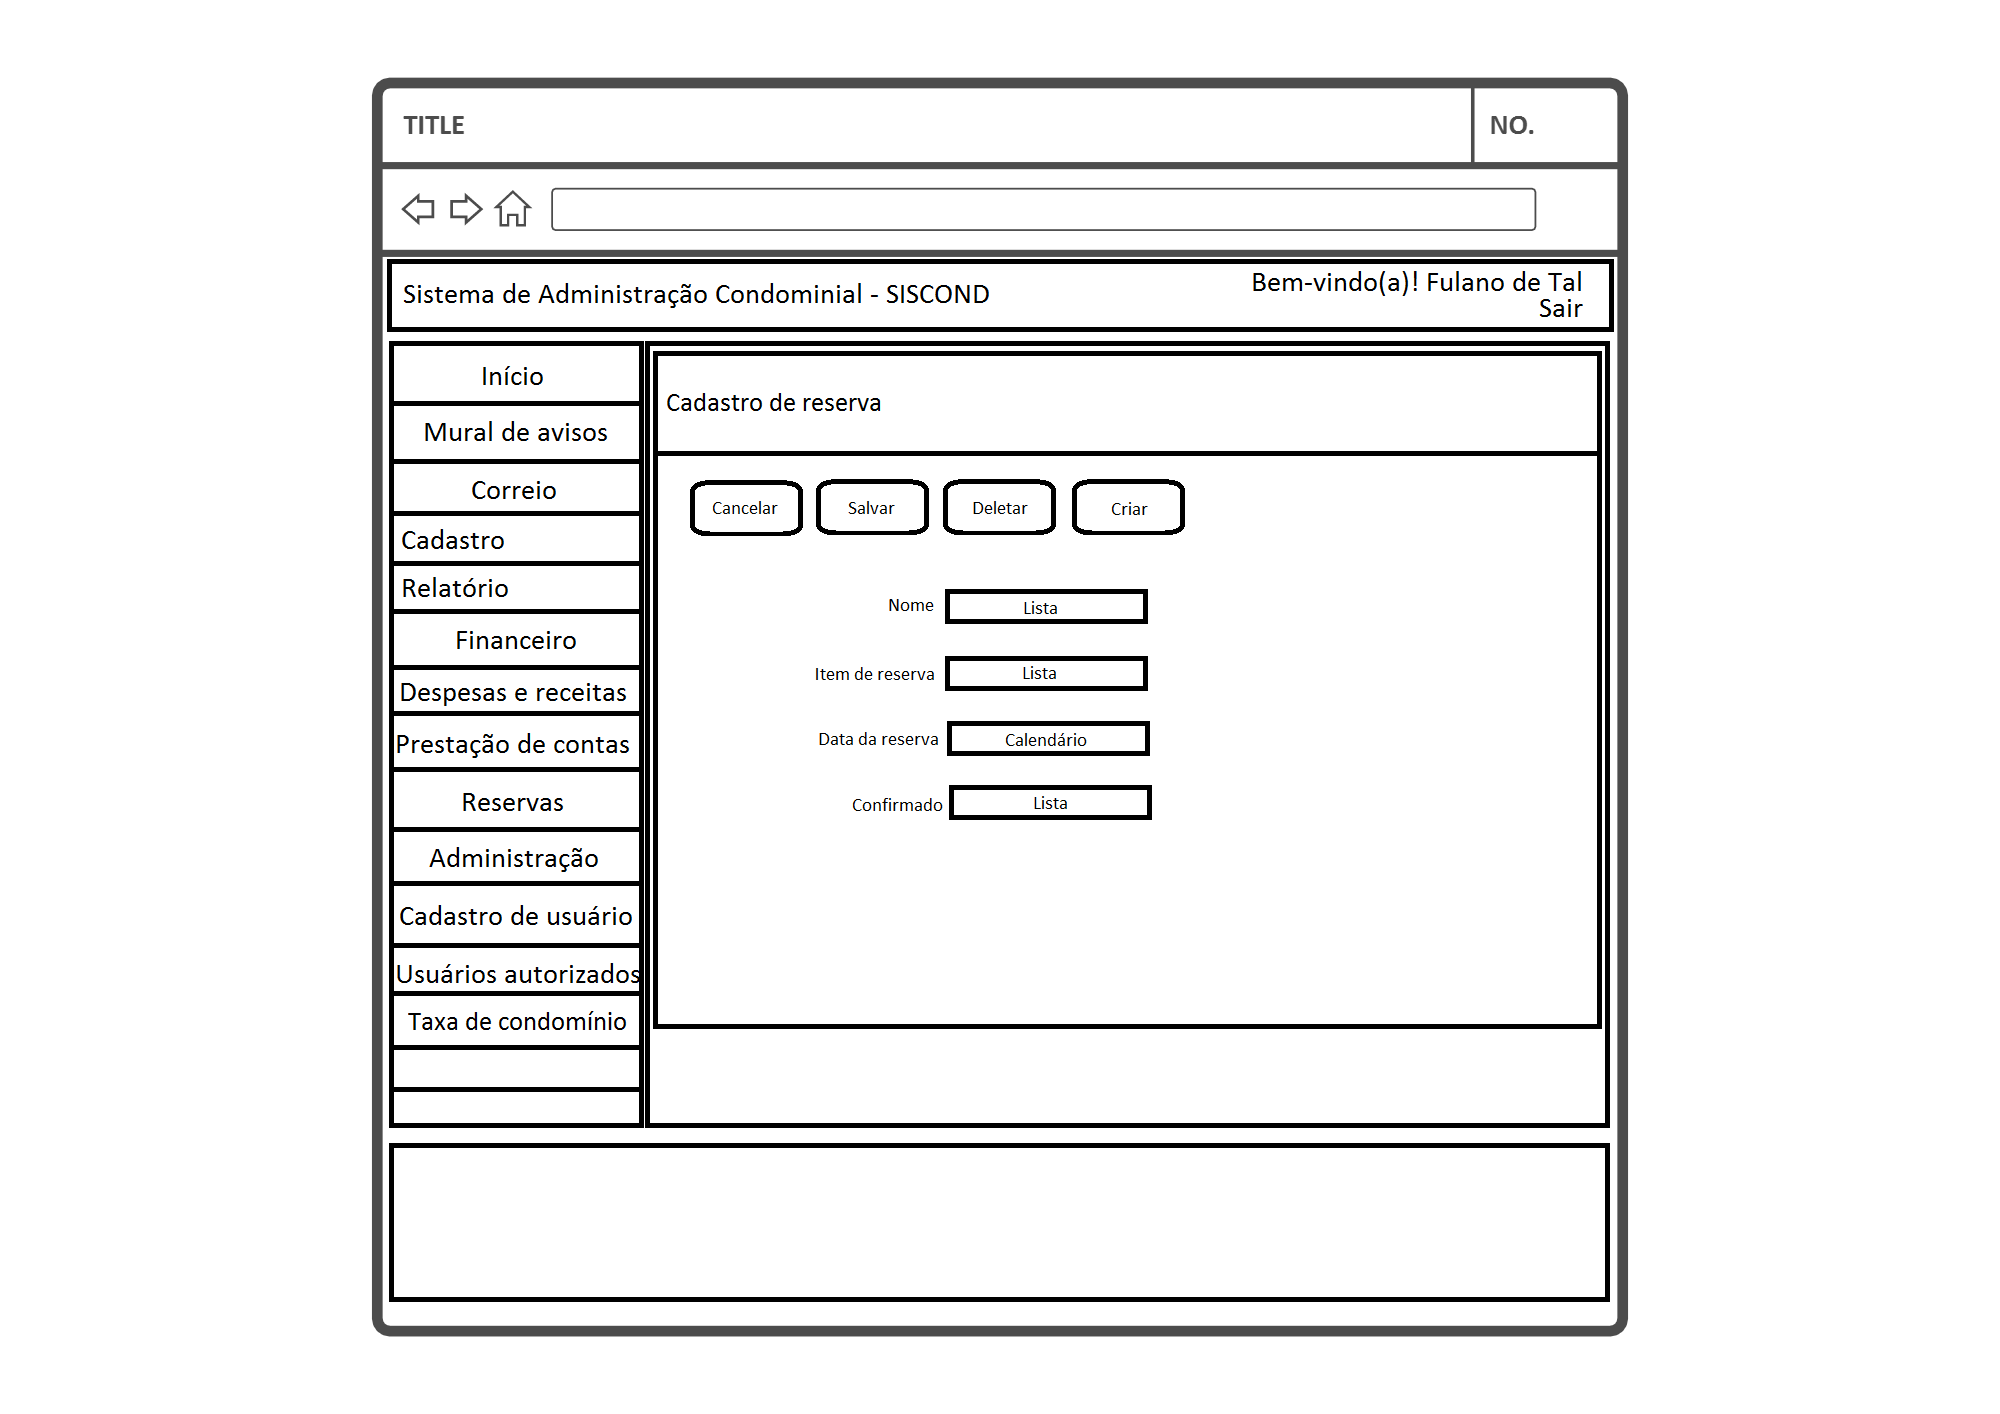 TITLE
NO.
Sistema de Administração Condominial - SISCOND
Bem-vindo(a)! Fulano de Tal
Sair
Início
Mural de avisos
Correio
Cadastro
Relatório
Financeiro
Despesas e receitas
Prestação de contas
Reservas
Administração
Cadastro de usuário
Usuários autorizados
Taxa de condomínio
Cadastro de reserva
Cancelar
Salvar
Deletar
Criar
Nome
Lista
Item de reserva
Lista
Data da reserva
Calendário
Confirmado
Lista